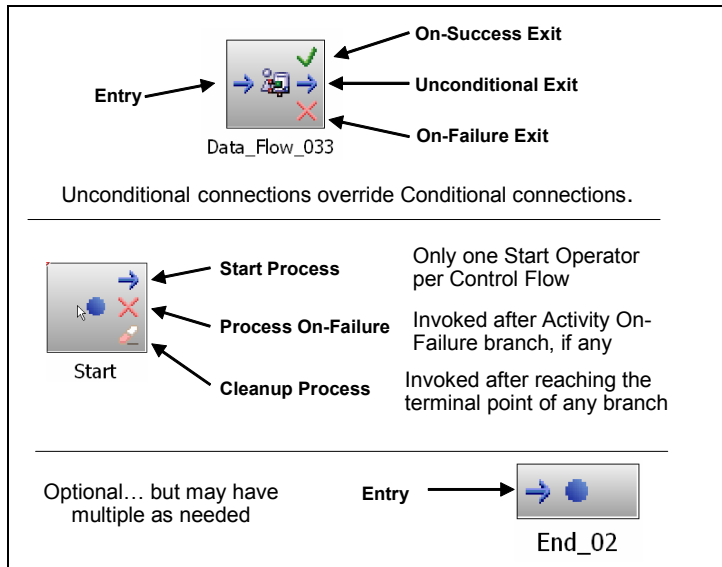 On-Success Exit
Entry
Unconditional Exit
On-Failure Exit
Data_Flow_033
Unconditional connections override Conditional connections.
Start Process
Only one Start Operator
per Control Flow
Process On-Failure
Invoked after Activity On-
Failure branch, if any
Start
Cleanup Process
Invoked after reaching the
terminal point of any branch
Optional… but may have
multiple as needed
Entry
End_02